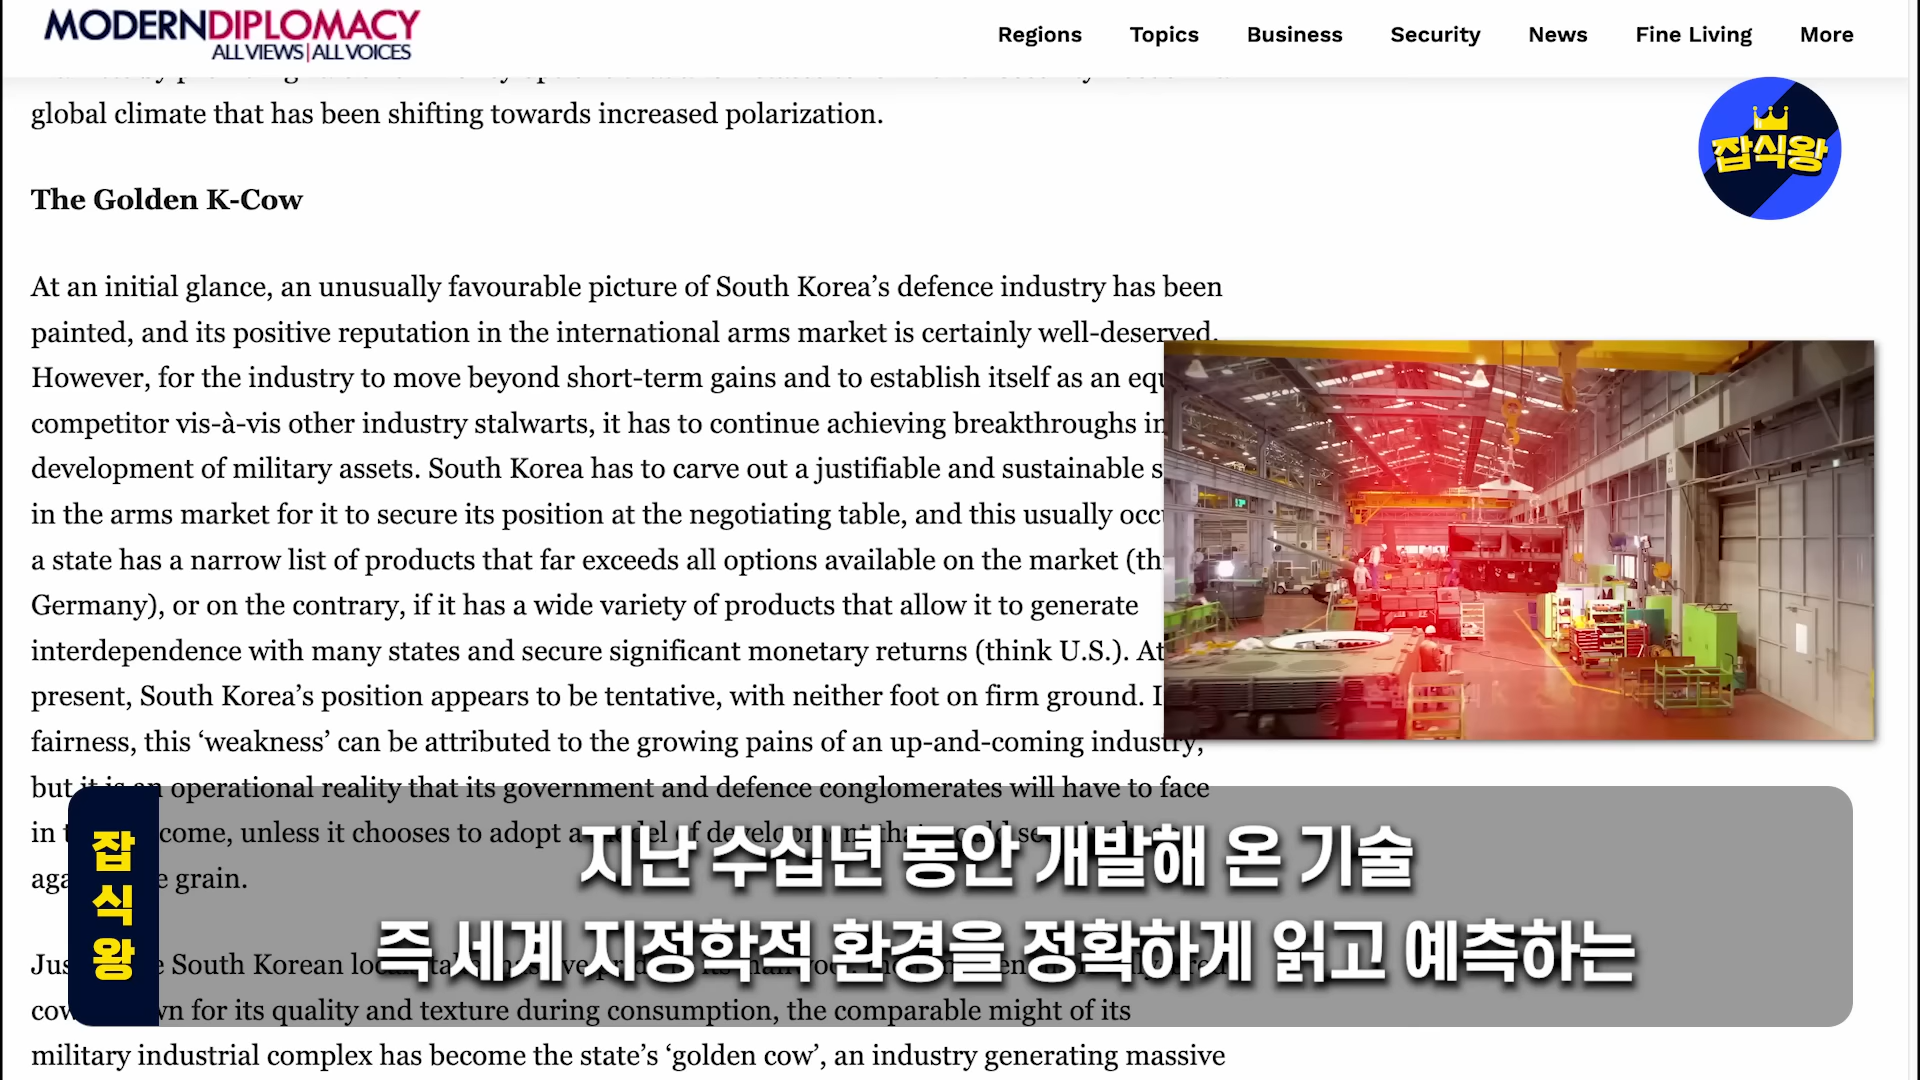 MODERNDIPLOMACY
ALL VIEWS | ALL VOICES
Regions Topics Business Security News Fine Living More
global climate that has been shifting towards increased polarization.
잡식왕
The Golden K-Cow
At an initial glance, an unusually favourable picture of South Korea’s defence industry has been
painted, and its positive reputation in the international arms market is certainly well-deserved.
However, for the industry to move beyond short-term gains and to establish itself as an
competitor vis-à-vis other industry stalwarts, it has to continue achieving breakthroughs in
development of military assets. South Korea has to carve out a justifiable and sustainable
in the arms market for it to secure its position at the negotiating table, and this usually
a state has a narrow list of products that far exceeds all options available on the market
Germany), or on the contrary, if it has a wide variety of products that allow it to generate
interdependence with many states and secure significant monetary returns (think U.S.). At
present, South Korea’s position appears to be tentative, with neither foot on firm ground.
fairness, this ‘weakness’ can be attributed to the growing pains of an up-and-coming industry,
but it is an operational reality that its government and defence conglomerates will have to face
in come, unless it chooses to adopt a model of development that
grain.
South Korean
for its quality and texture during consumption, the comparable might of its
military industrial complex has become the state’s ‘golden cow’, an industry generating massive
잡식왕
지난 수십년 동안 개발해 온 기술
즉 세계 지정학적 환경을 정확하게 읽고 예측하는